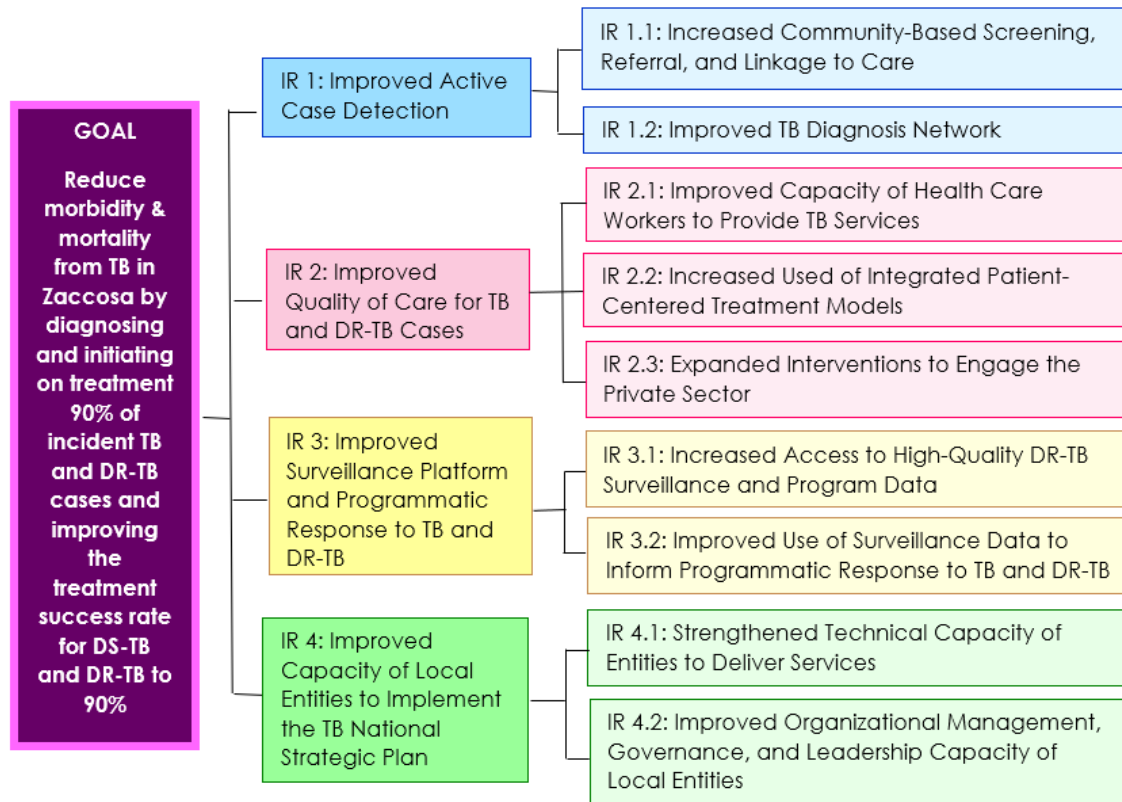 GOAL
Reduce
morbidity &
mortality
from TB in
Zaccosa by
diagnosing
and initiating
on treatment
90% of
incident TB
and DR-TB
cases and
improving
the
treatment
success rate
for DS-TB
and DR-TB to
90%
IR 1: Improved Active
Case Detection
IR 1.1: Increased Community-Based Screening,
Referral, and Linkage to Care
IR 1.2: Improved TB Diagnosis Network
IR 2: Improved
Quality of Care for TB
and DR-TB Cases
IR 2.1: Improved Capacity of Health Care
Workers to Provide TB Services
IR 2.2: Increased Used of Integrated Patient-
Centered Treatment Models
IR 2.3: Expanded Interventions to Engage the
Private Sector
IR 3: Improved
Surveillance Platform
and Programmatic
Response to TB and
DR-TB
IR 3.1: Increased Access to High-Quality DR-TB
Surveillance and Program Data
IR 3.2: Improved Use of Surveillance Data to
Inform Programmatic Response to TB and DR-TB
IR 4: Improved
Capacity of Local
Entities to Implement
the TB National
Strategic Plan
IR 4.1: Strengthened Technical Capacity of
Entities to Deliver Services
IR 4.2: Improved Organizational Management,
Governance, and Leadership Capacity of
Local Entities